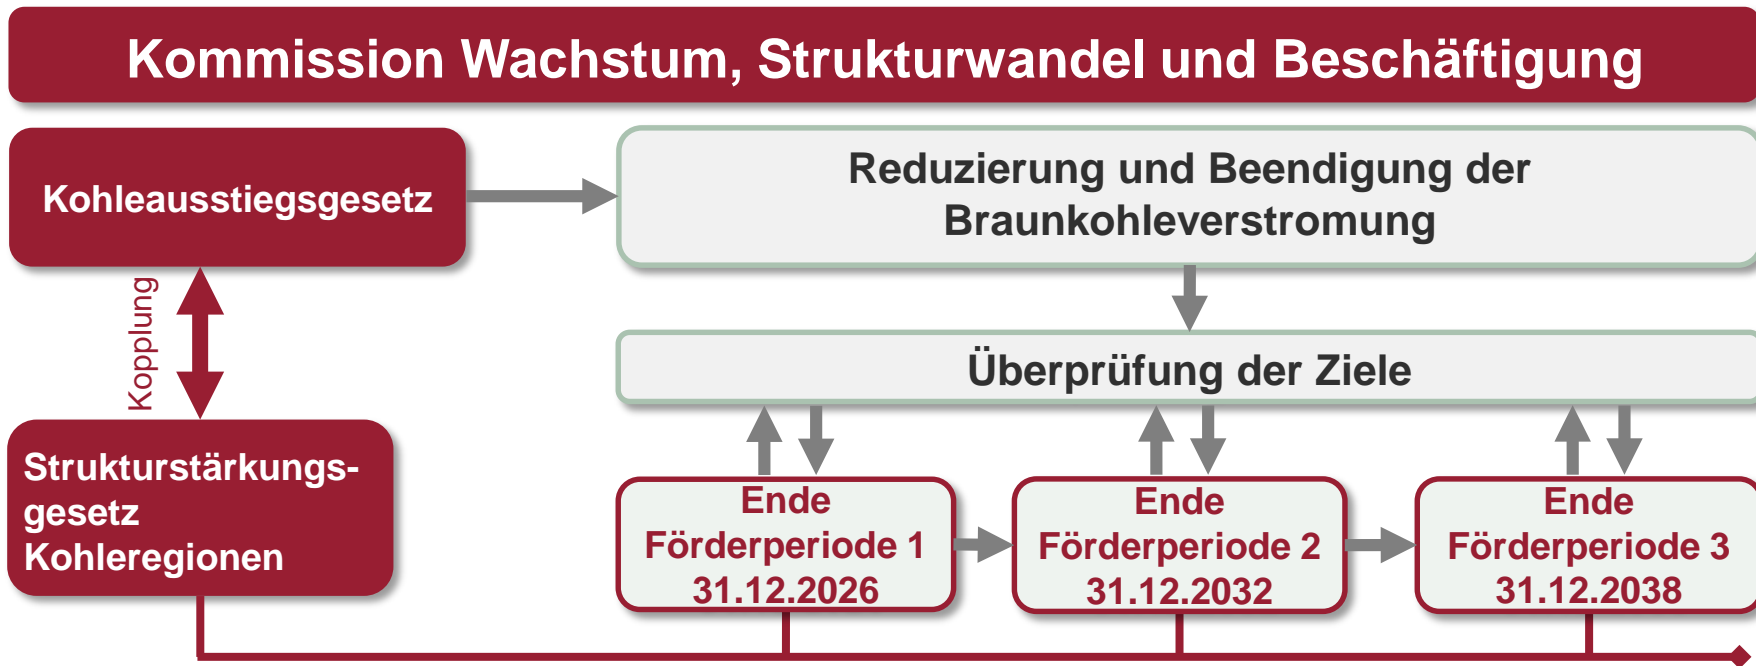 Kommission Wachstum, Strukturwandel und Beschäftigung
Kohleausstiegsgesetz
Reduzierung und Beendigung der
Braunkohleverstromung
Kopplung
Überprüfung der Ziele
Strukturstärkungs-
gesetz
Kohleregionen
Ende
Förderperiode 1
31.12.2026
Ende
Förderperiode 2
31.12.2032
Ende
Förderperiode 3
31.12.2038